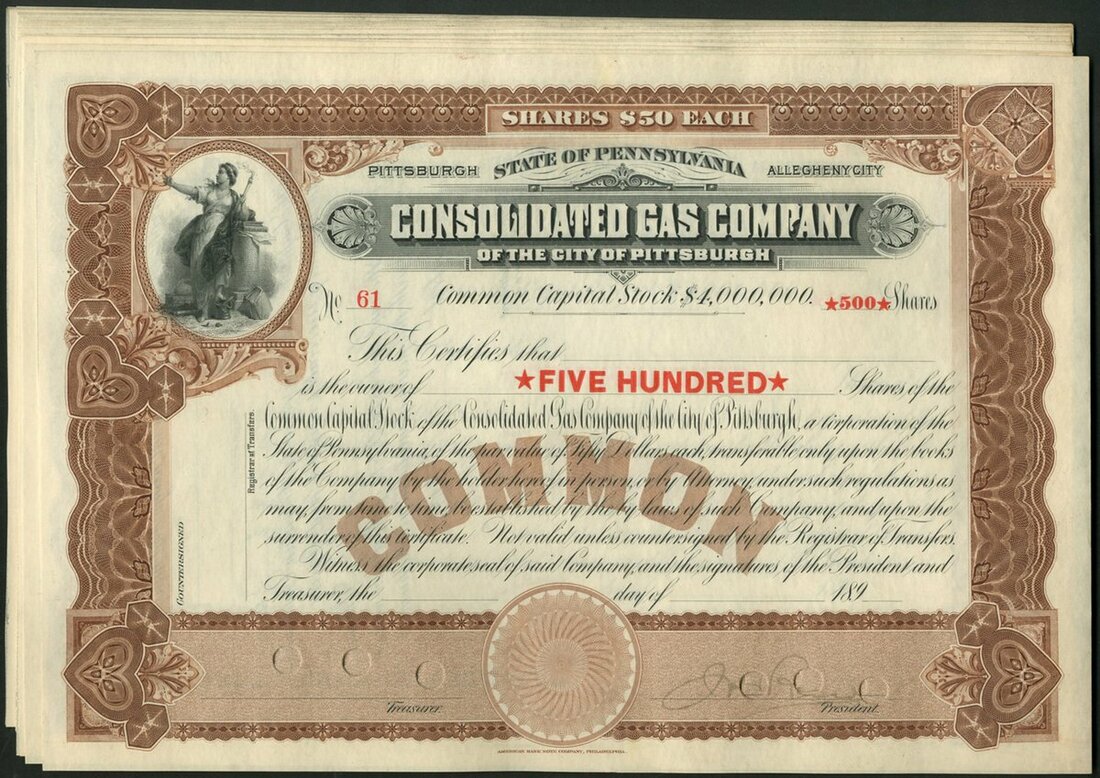 SHARES $50 EACH
PITTSBURGH STATE OF PENNSYLVANIA ALLEGHENY CITY
CONSOLIDATED GAS COMPANY
OF THE CITY OF PITTSBURGH
No. 61 Common Capital Stock $4,000,000. ★500★ Shares
This Certifies that
is the owner of ★FIVE HUNDRED★ Shares of the
Common Capital Stock of the Consolidated Gas Company of the City of Pittsburgh, a corporation of the
State of Pennsylvania, of the par value of Fifty Dollars each, transferable only upon the books
of the Company by the holder hereof in person, or by Attorney, under such regulations as
may, from time to time, be established by the by-laws of such Company, and upon the
surrender of this certificate. Not valid unless countersigned by the Registrar of Transfers.
Witness the corporate seal of said Company, and the signatures of the President and
Treasurer, the day of 189
COMMON
COUNTERSIGNED
Registrar of Transfers.
Treasurer. President.
AMERICAN BANK NOTE COMPANY, PHILADELPHIA.